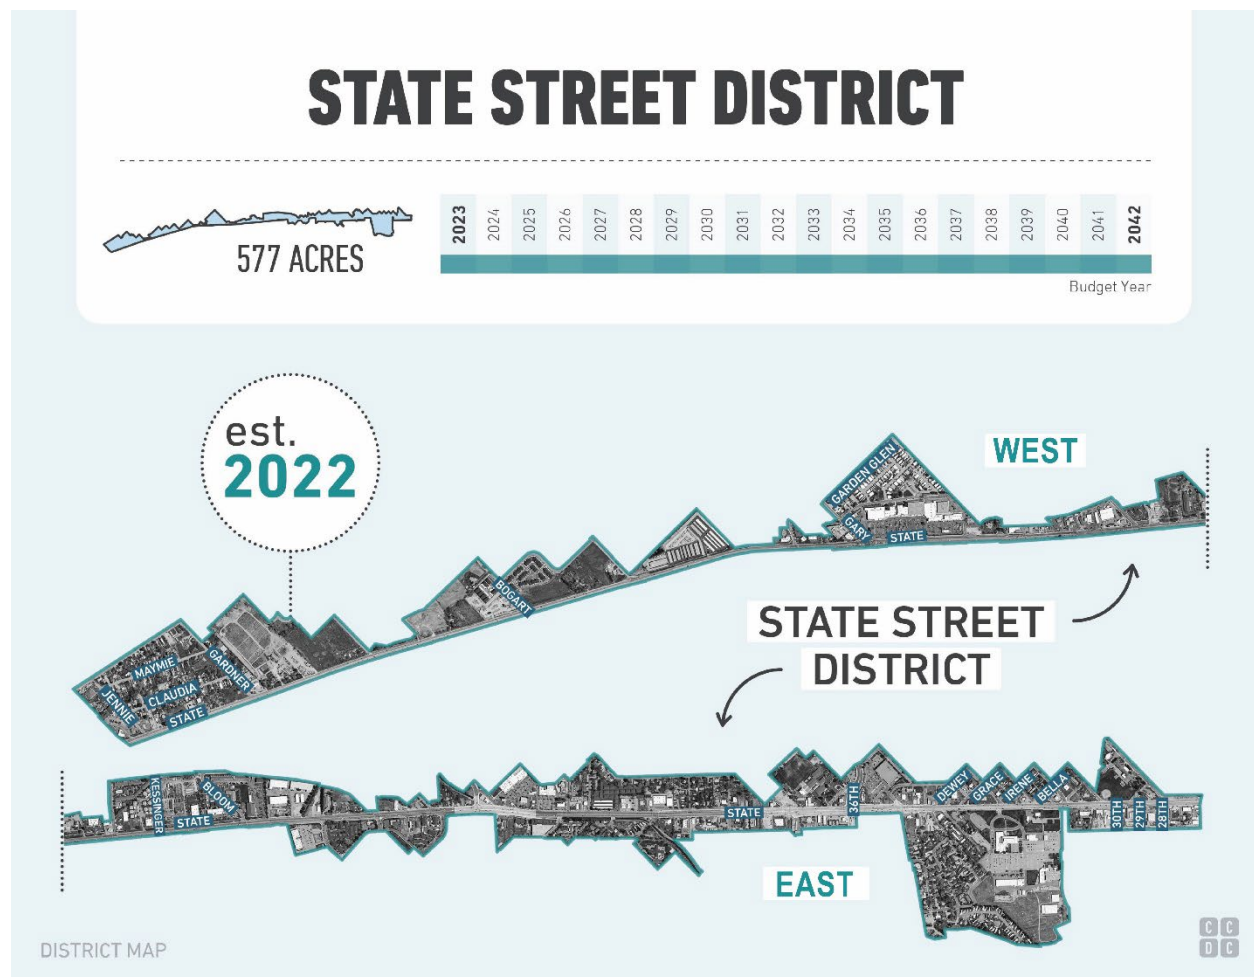 STATE STREET DISTRICT
577 ACRES
2023 2024 2025 2026 2027 2028 2029 2030 2031 2032 2033 2034 2035 2036 2037 2038 2039 2040 2041 2042
Budget Year
est.
2022
WEST
GARDEN GLEN
GARY
STATE
BOGART
STATE STREET
DISTRICT
MAYMIE
GARDNER
JENNIE
CLAUDIA
STATE
KESSINGER
BLOOM
STATE
STATE
36TH
DEWEY
GRACE
IRENE
BELLA
30TH
29TH
28TH
EAST
DISTRICT MAP
CC
DC